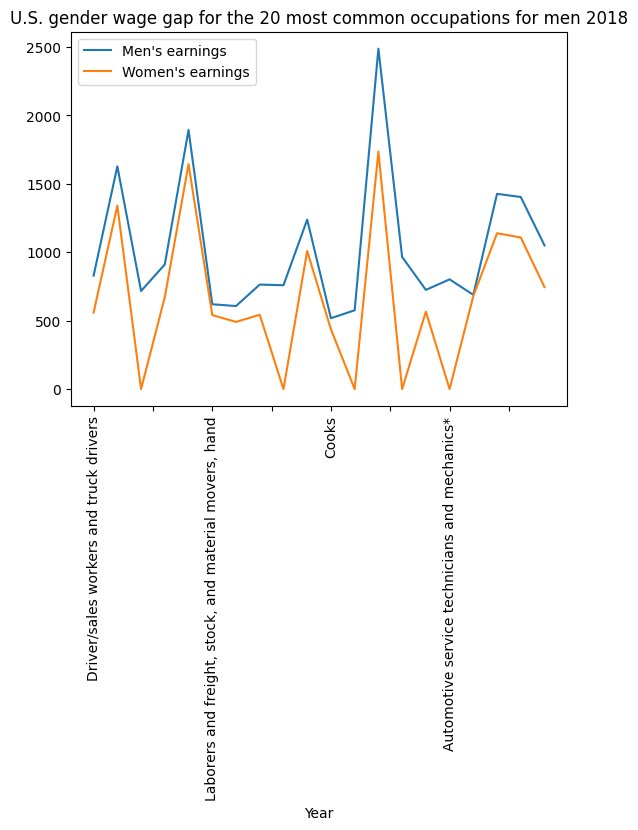 U.S. gender wage gap for the 20 most common occupations for men 2018
Men's earnings
Women's earnings
2500
2000
1500
1000
500
0
Driver/sales workers and truck drivers
Laborers and freight, stock, and material movers, hand
Cooks
Automotive service technicians and mechanics*
Year